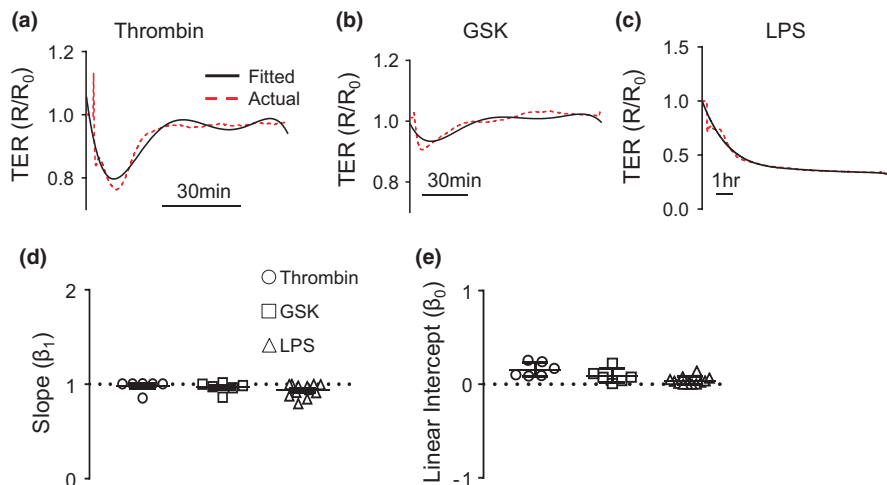 (a) Thrombin
TER (R/R₀)
1.0
0.8
Fitted
Actual
30min
(b) GSK
TER (R/R₀)
1.2
1.0
0.8
30min
(c) LPS
TER (R/R₀)
1.5
1.0
0.5
0.0
1hr
(d)
Slope (β₁)
2
1
0
Thrombin
GSK
LPS
(e)
Linear Intercept (β₀)
1
0
-1